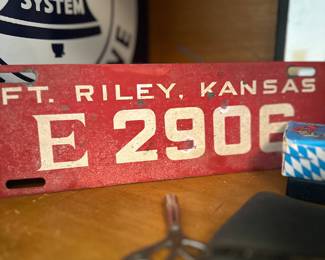 SYSTEM
FT. RILEY, KANSAS
E 2906